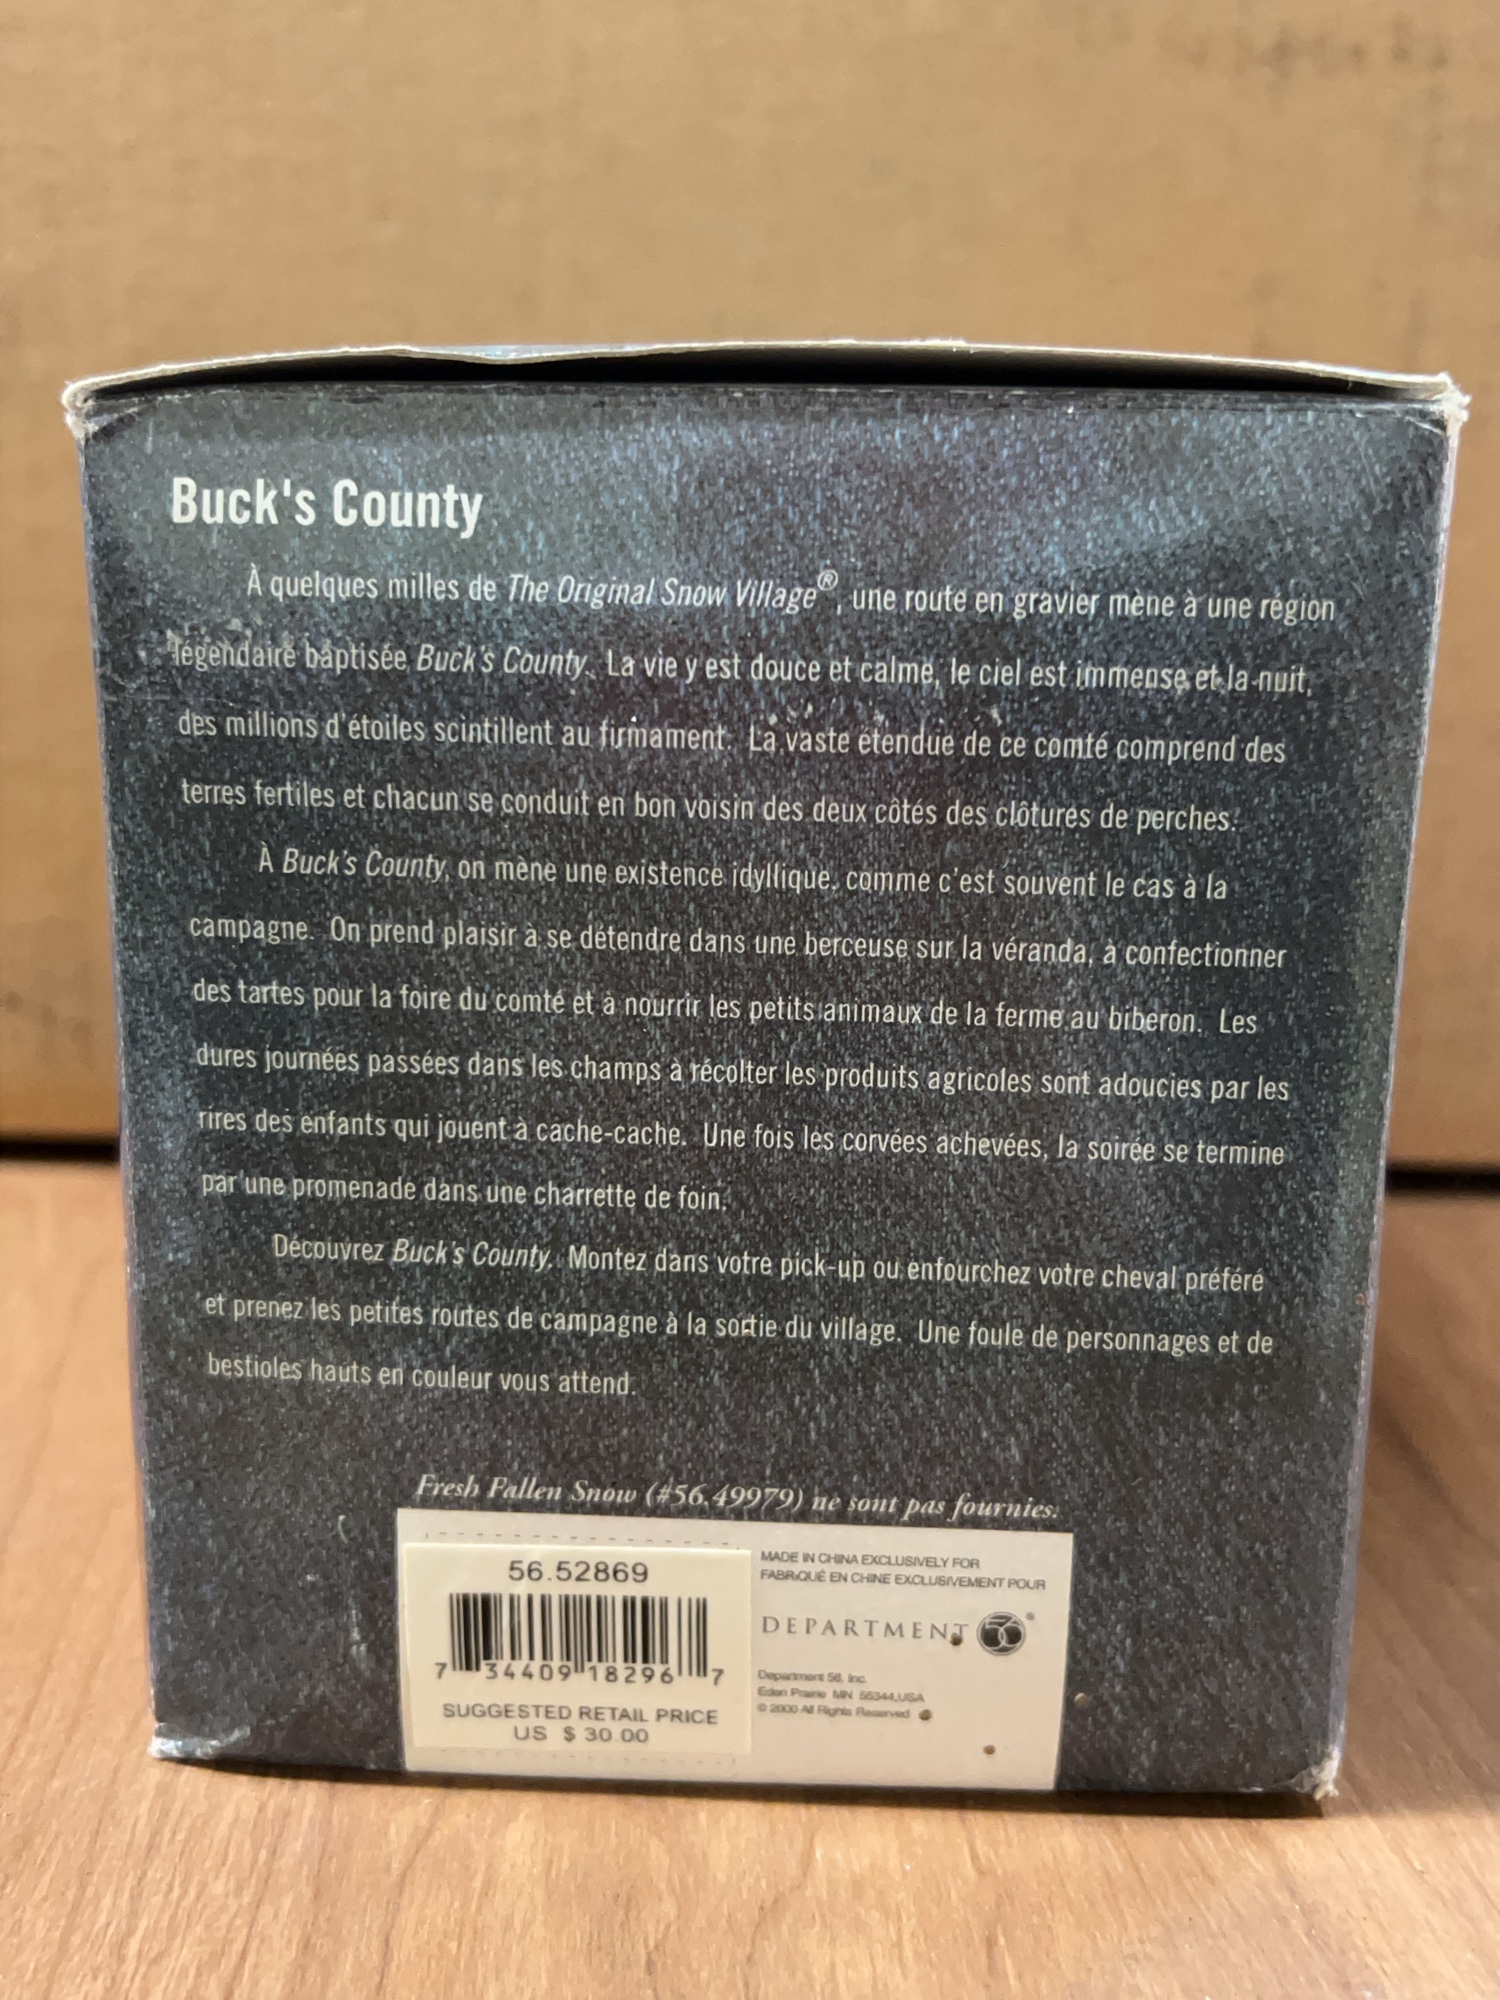 Buck's County
À quelques milles de The Original Snow Village®, une route en gravier mène à une région
légendaire baptisée Buck's County. La vie y est douce et calme, le ciel est immense et la nuit,
des millions d'étoiles scintillent au firmament. La vaste étendue de ce comté comprend des
terres fertiles et chacun se conduit en bon voisin des deux côtés des clôtures de perches.
À Buck's County, on mène une existence idyllique, comme c'est souvent le cas à la
campagne. On prend plaisir à se détendre dans une berceuse sur la véranda, à confectionner
des tartes pour la foire du comté et à nourrir les petits animaux de la ferme au biberon. Les
dures journées passées dans les champs à récolter les produits agricoles sont adoucies par les
rires des enfants qui jouent à cache-cache. Une fois les corvées achevées, la soirée se termine
par une promenade dans une charrette de foin.
Découvrez Buck's County. Montez dans votre pick-up ou enfourchez votre cheval préféré
et prenez les petites routes de campagne à la sortie du village. Une foule de personnages et de
bestioles hauts en couleur vous attend.
Fresh Fallen Snow (#56.49979) ne sont pas fournies.
56.52869
7 34409 18296 7
SUGGESTED RETAIL PRICE
US $ 30.00
MADE IN CHINA EXCLUSIVELY FOR
FABRIQUÉ EN CHINE EXCLUSIVEMENT POUR
DEPARTMENT 56®
Department 56, Inc.
Eden Prairie MN 55344,USA
© 2000 All Rights Reserved